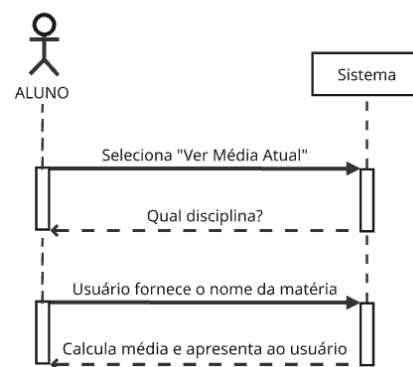 ALUNO
Sistema
Seleciona "Ver Média Atual"
Qual disciplina?
Usuário fornece o nome da matéria
Calcula média e apresenta ao usuário